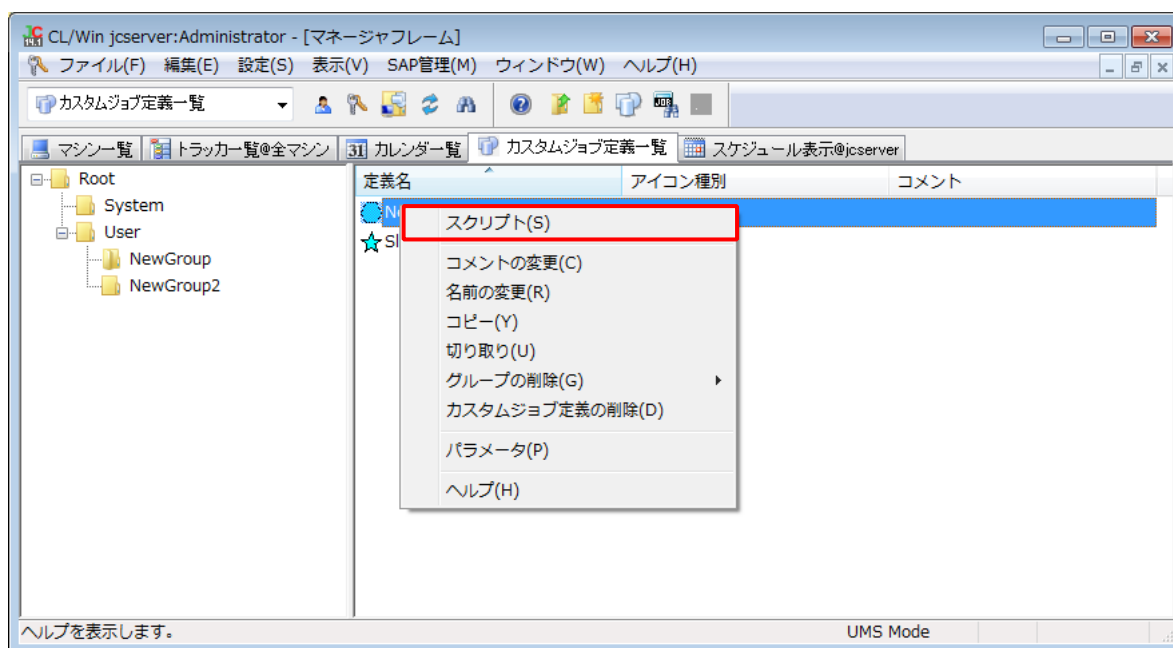 CL/Win jcserver:Administrator - [マネージャフレーム]
ファイル(F) 編集(E) 設定(S) 表示(V) SAP管理(M) ウィンドウ(W) ヘルプ(H)
カスタムジョブ定義一覧
マシン一覧 トラッカ一覧@全マシン 31 カレンダ一覧 カスタムジョブ定義一覧 スケジュール表示@jcserver
Root
System
User
NewGroup
NewGroup2
定義名 アイコン種別 コメント
スクリプト(S)
コメントの変更(C)
名前の変更(R)
コピー(Y)
切り取り(U)
グループの削除(G)
カスタムジョブ定義の削除(D)
パラメータ(P)
ヘルプ(H)
ヘルプを表示します。 UMS Mode